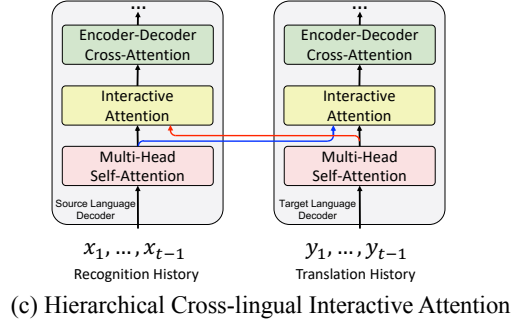 ...
Encoder-Decoder
Cross-Attention
Interactive
Attention
Multi-Head
Self-Attention
Source Language
Decoder
x₁, ..., xₜ₋₁
Recognition History
...
Encoder-Decoder
Cross-Attention
Interactive
Attention
Multi-Head
Self-Attention
Target Language
Decoder
y₁, ..., yₜ₋₁
Translation History
(c) Hierarchical Cross-lingual Interactive Attention